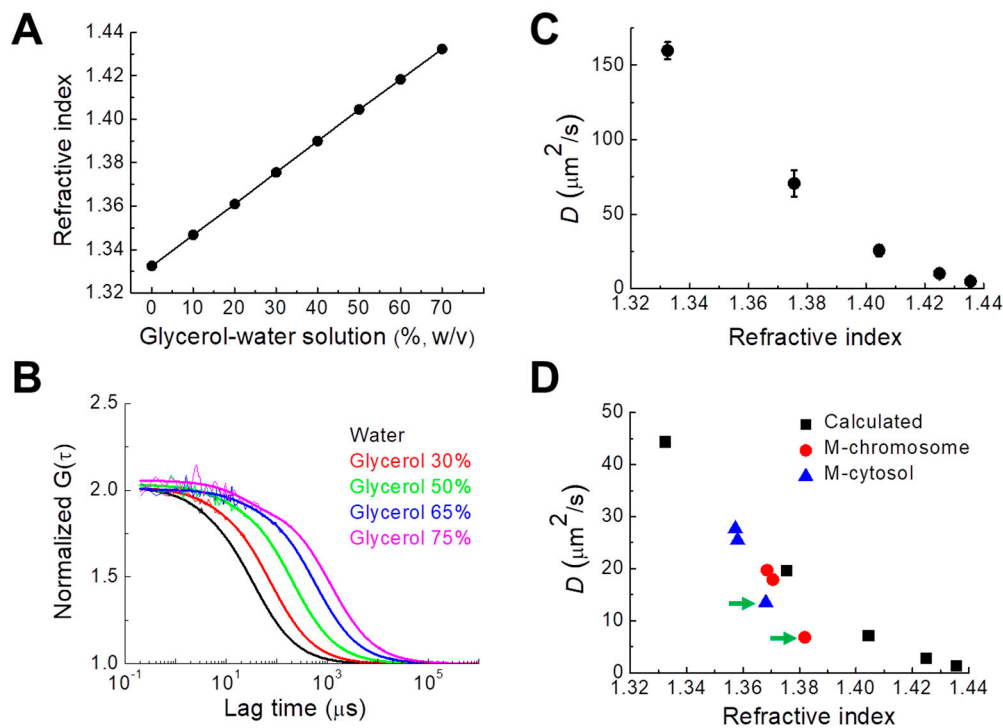 A
Refractive index
1.44
1.42
1.40
1.38
1.36
1.34
1.32
0 10 20 30 40 50 60 70
Glycerol-water solution (%, w/v)
B
Normalized G(τ)
2.5
2.0
1.5
1.0
Water
Glycerol 30%
Glycerol 50%
Glycerol 65%
Glycerol 75%
10⁻¹ 10¹ 10³ 10⁵
Lag time (μs)
C
D (μm²/s)
150
100
50
0
1.32 1.34 1.36 1.38 1.40 1.42 1.44
Refractive index
D
D (μm²/s)
50
40
30
20
10
0
Calculated
M-chromosome
M-cytosol
1.32 1.34 1.36 1.38 1.40 1.42 1.44
Refractive index